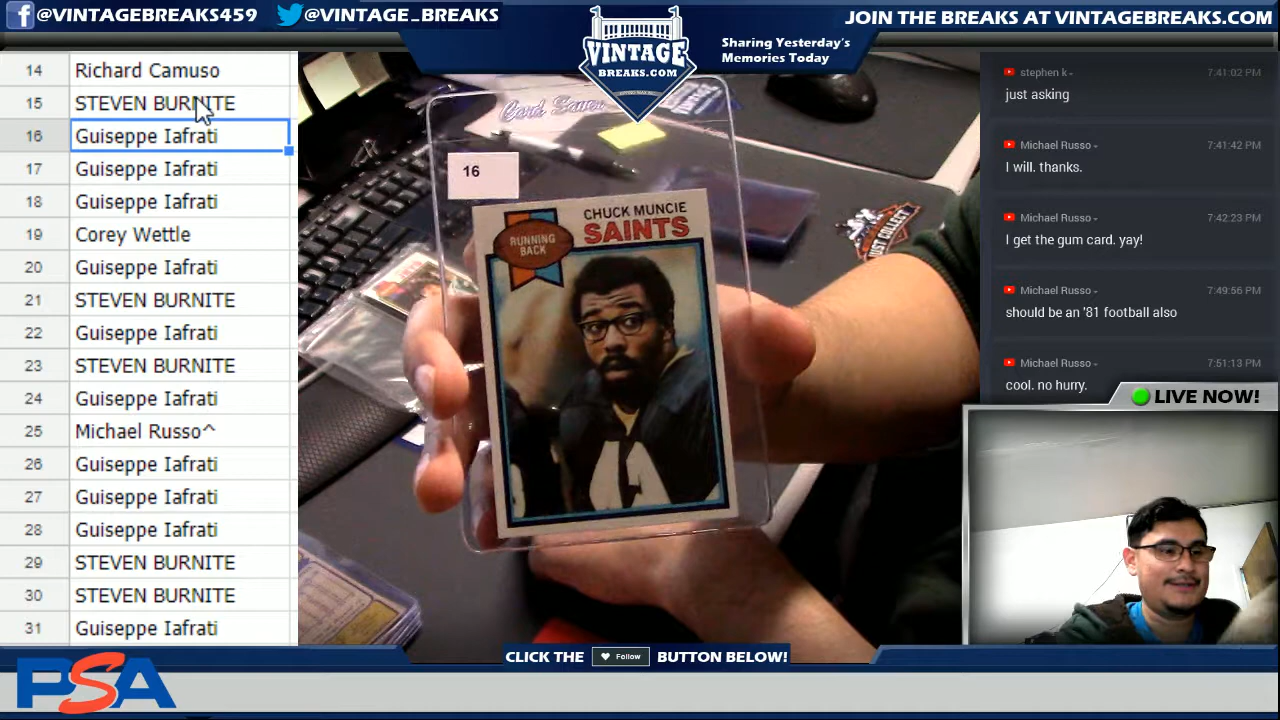 @VINTAGEBREAKS459
@VINTAGE_BREAKS
VINTAGE
BREAKS.COM
Sharing Yesterday's
Memories Today
JOIN THE BREAKS AT VINTAGEBREAKS.COM
14 Richard Camuso
15 STEVEN BURNITE
16 Guiseppe Iafrati
17 Guiseppe Iafrati
18 Guiseppe Iafrati
19 Corey Wettle
20 Guiseppe Iafrati
21 STEVEN BURNITE
22 Guiseppe Iafrati
23 STEVEN BURNITE
24 Guiseppe Iafrati
25 Michael Russo^
26 Guiseppe Iafrati
27 Guiseppe Iafrati
28 Guiseppe Iafrati
29 STEVEN BURNITE
30 STEVEN BURNITE
31 Guiseppe Iafrati
Card Saver
16
CHUCK MUNCIE
SAINTS
RUNNING
BACK
COLLECT
stephen k 7:41:02 PM
just asking
Michael Russo 7:41:42 PM
I will. thanks.
Michael Russo 7:42:23 PM
I get the gum card. yay!
Michael Russo 7:49:56 PM
should be an '81 football also
Michael Russo 7:51:13 PM
cool. no hurry.
LIVE NOW!
CLICK THE Follow BUTTON BELOW!
PSA